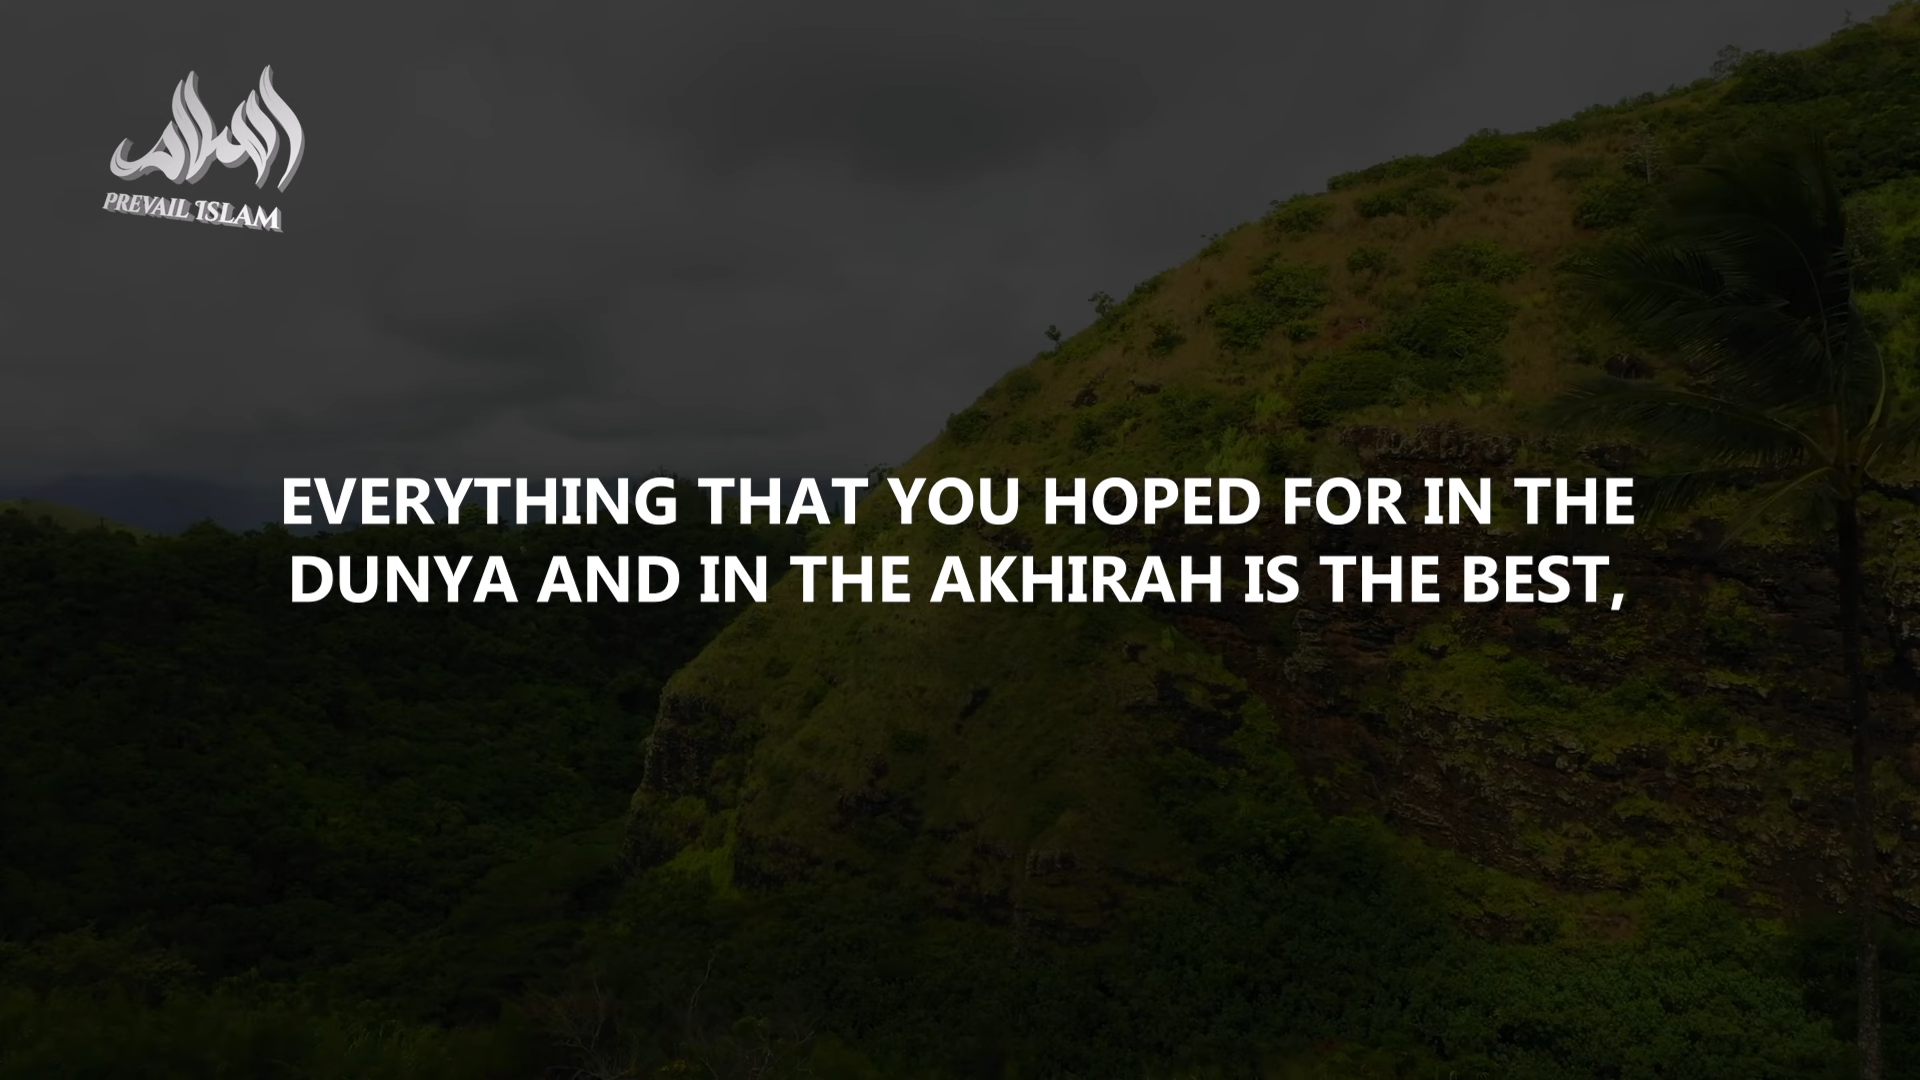 PREVAIL ISLAM
EVERYTHING THAT YOU HOPED FOR IN THE
DUNYA AND IN THE AKHIRAH IS THE BEST,